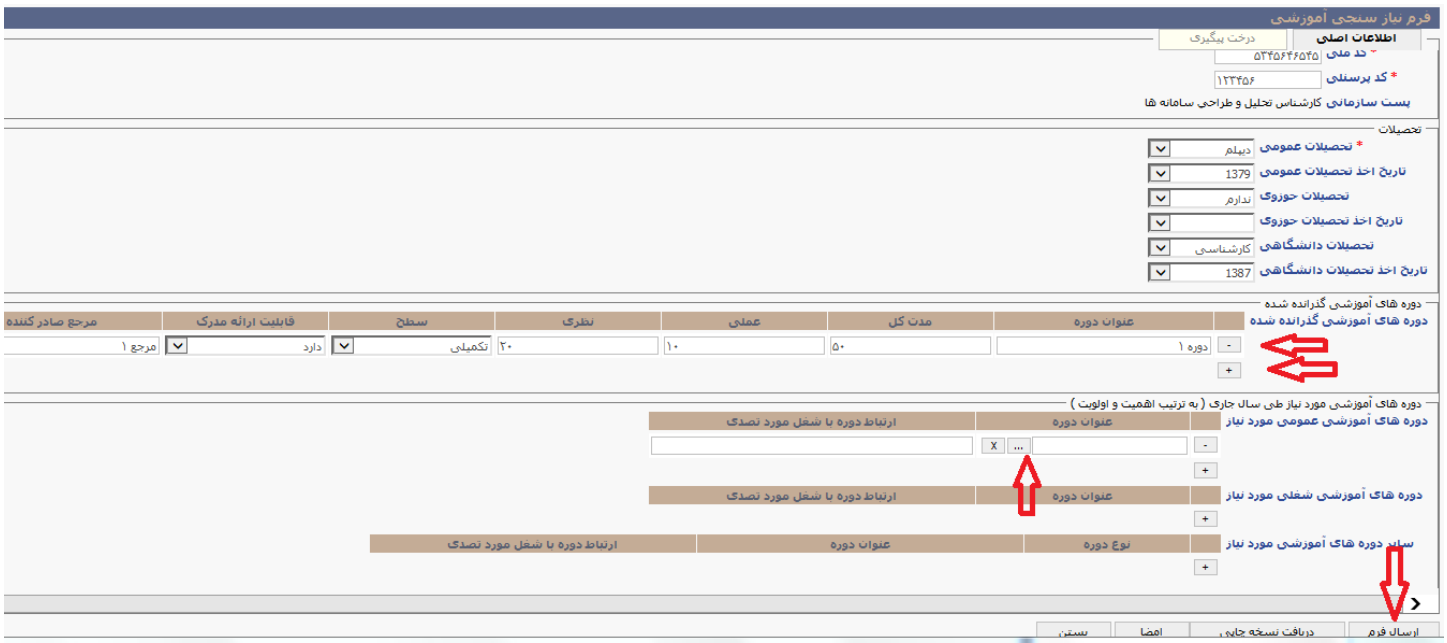 فرم نیاز سنجی آموزشی
اطلاعات اصلی درخت پیگیری
* کد ملی ۵۳۴۵۶۴۶۵۴۵
* کد پرسنلی ۱۲۳۴۵۶
پست سازمانی کارشناس تحلیل و طراحی سامانه ها
تحصیلات
* تحصیلات عمومی دیپلم
تاریخ اخذ تحصیلات عمومی 1379
تحصیلات حوزوی ندارم
تاریخ اخذ تحصیلات حوزوی
تحصیلات دانشگاهی کارشناسی
تاریخ اخذ تحصیلات دانشگاهی 1387
دوره های آموزشی گذرانده شده
دوره های آموزشی گذرانده شده عنوان دوره مدت کل عملی نظری سطح قابلیت ارائه مدرک مرجع صادر کننده
- دوره ۱ ۵۰ ۱۰ ۲۰ تکمیلی دارد مرجع ۱
+
دوره های آموزشی مورد نیاز طی سال جاری ( به ترتیب اهمیت و اولویت )
دوره های آموزشی عمومی مورد نیاز عنوان دوره ارتباط دوره با شغل مورد تصدی
- ... X
+
دوره های آموزشی شغلی مورد نیاز عنوان دوره ارتباط دوره با شغل مورد تصدی
+
سایر دوره های آموزشی مورد نیاز نوع دوره عنوان دوره ارتباط دوره با شغل مورد تصدی
+
ارسال فرم دریافت نسخه چاپی امضا بستن